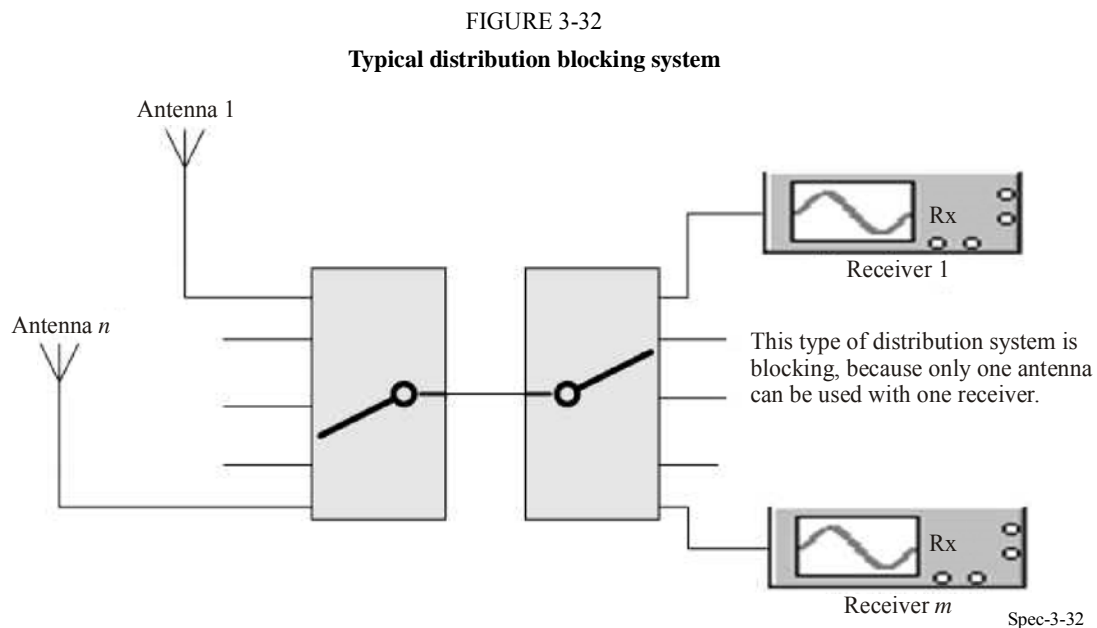 FIGURE 3-32
Typical distribution blocking system
Antenna 1
Rx
Receiver 1
Antenna n
This type of distribution system is
blocking, because only one antenna
can be used with one receiver.
Rx
Receiver m
Spec-3-32